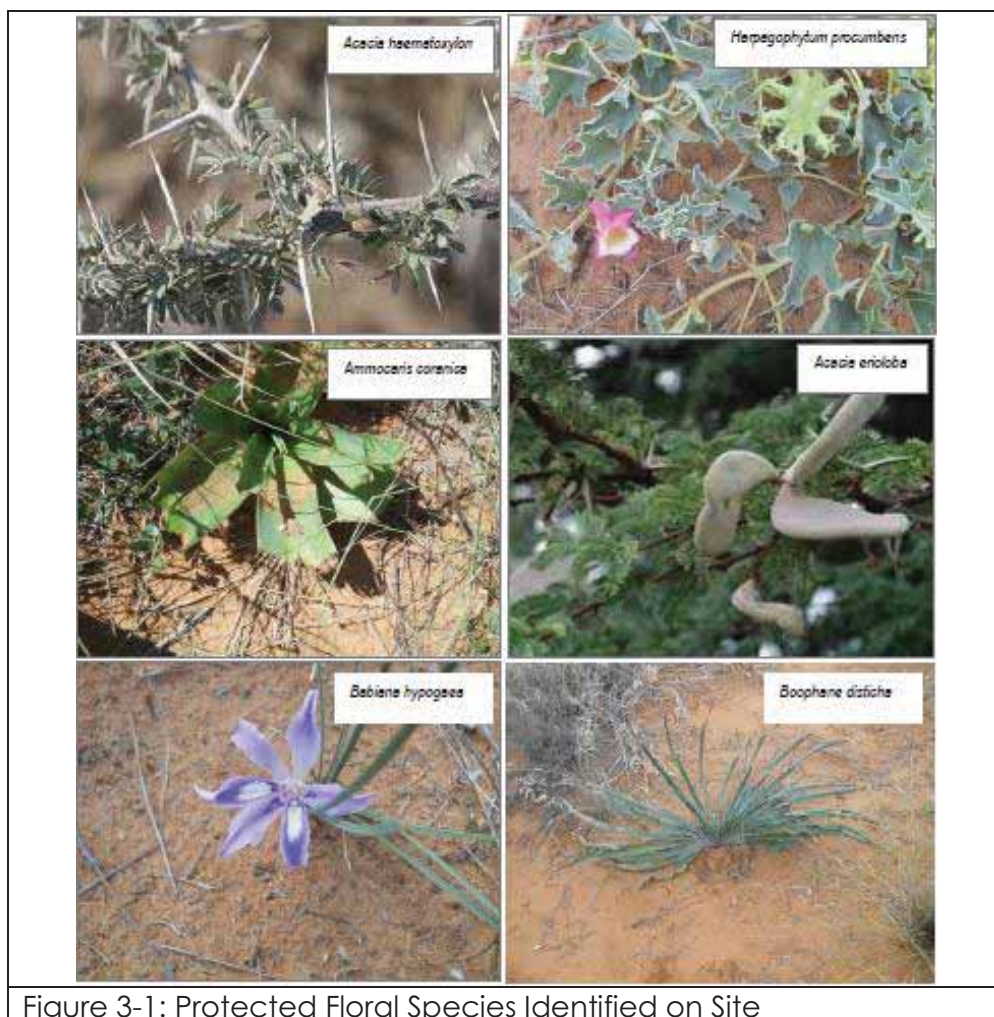 Acacia haematoxylon
Harpagophytum procumbens
Ammocaris coranica
Acacia erioloba
Babiana hypogaea
Boophane disticha
Figure 3-1: Protected Floral Species Identified on Site